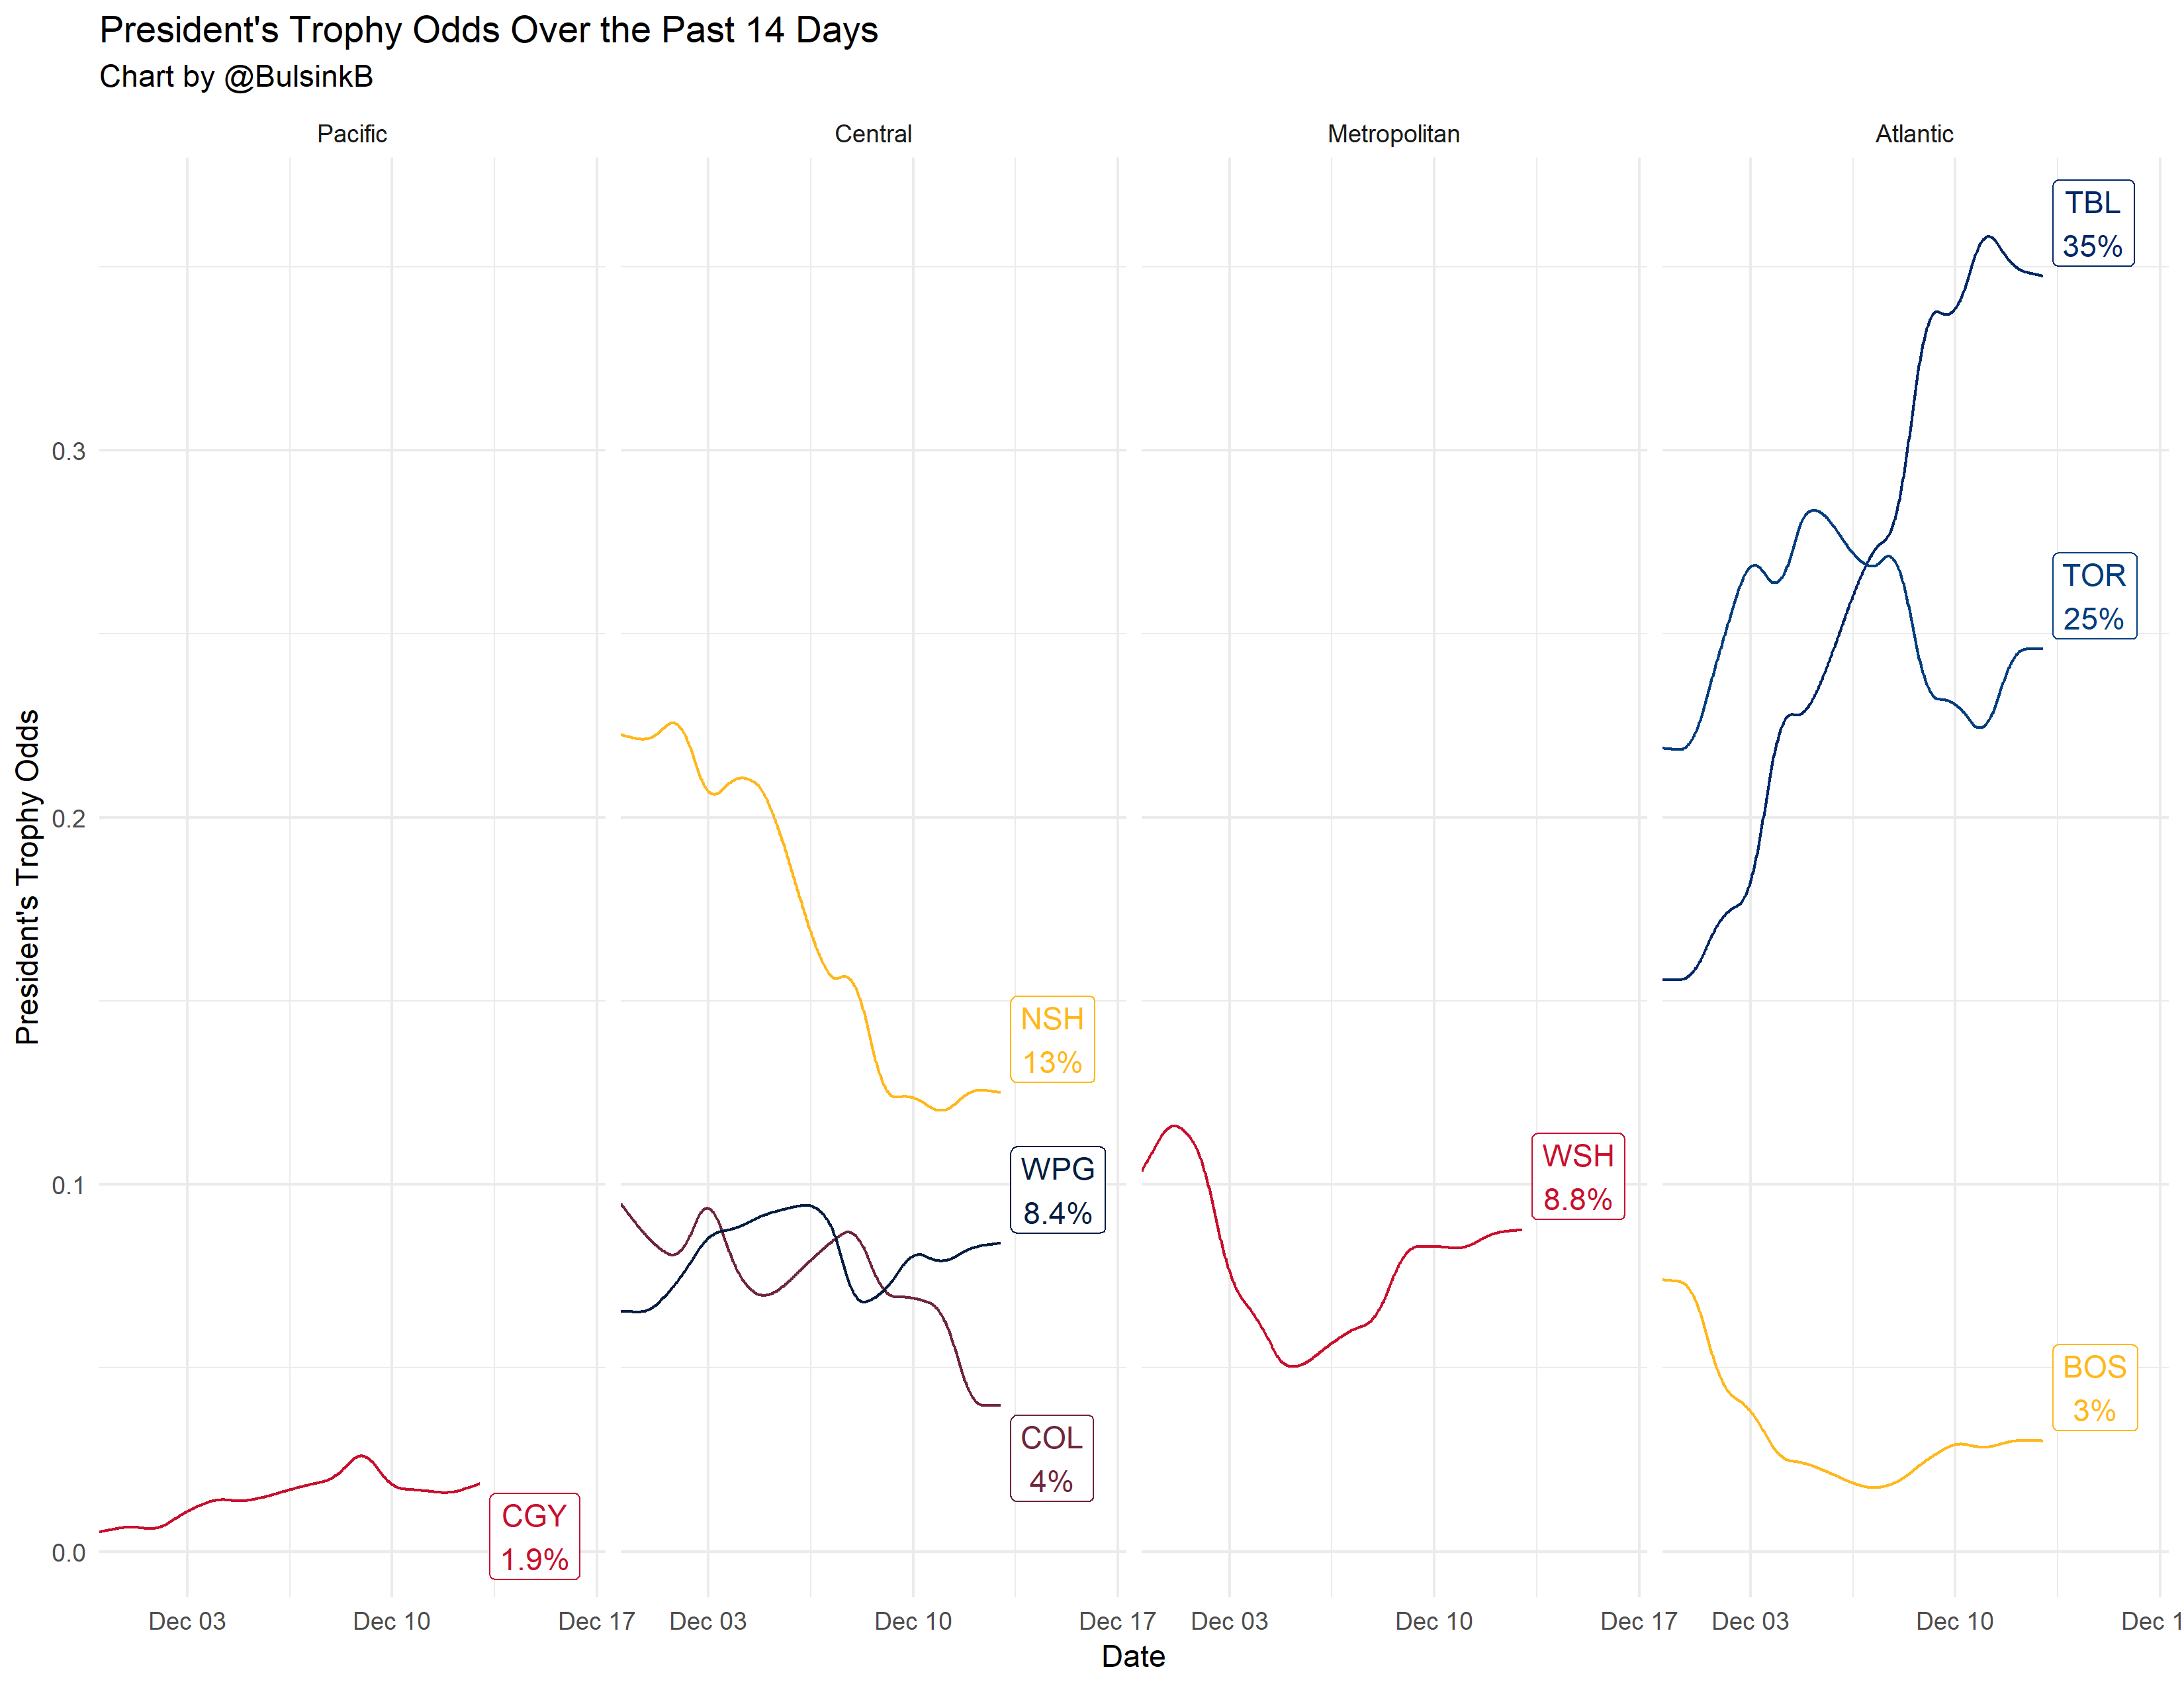 President's Trophy Odds Over the Past 14 Days
Chart by @BulsinkB
Pacific
Central
Metropolitan
Atlantic
TBL
35%
0.3
TOR
25%
President's Trophy Odds
0.2
NSH
13%
WPG
8.4%
WSH
8.8%
0.1
BOS
3%
COL
4%
CGY
1.9%
0.0
Dec 03
Dec 10
Dec 17
Dec 03
Dec 10
Dec 17
Dec 03
Dec 10
Dec 17
Dec 03
Dec 10
Dec 1
Date